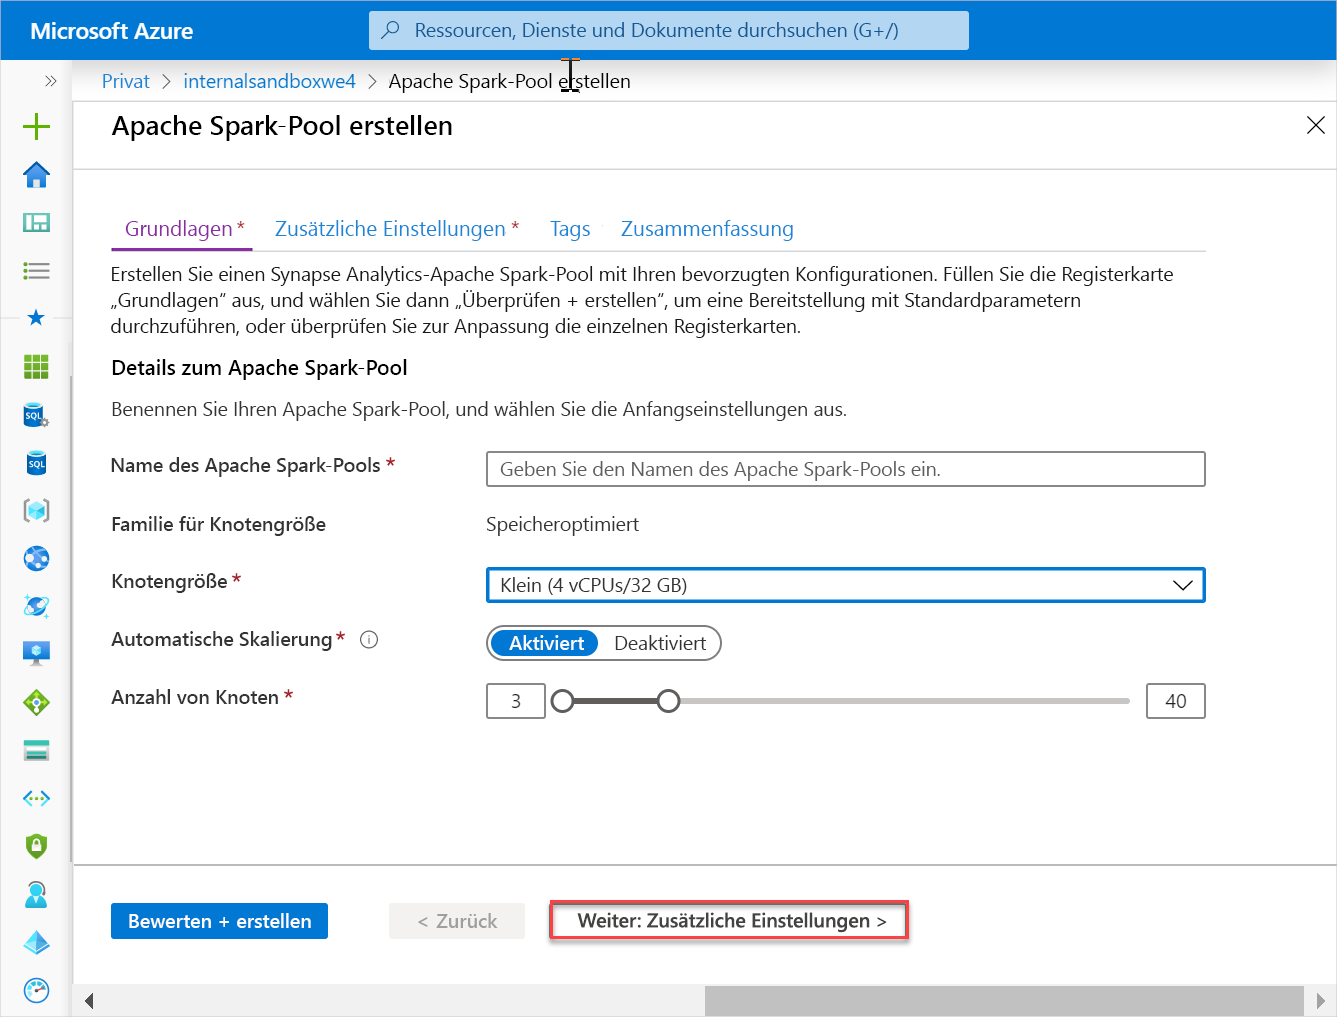 Microsoft Azure
Ressourcen, Dienste und Dokumente durchsuchen (G+/)
Privat > internalsandboxwe4 > Apache Spark-Pool erstellen
Apache Spark-Pool erstellen
Grundlagen * Zusätzliche Einstellungen * Tags Zusammenfassung
Erstellen Sie einen Synapse Analytics-Apache Spark-Pool mit Ihren bevorzugten Konfigurationen. Füllen Sie die Registerkarte
„Grundlagen“ aus, und wählen Sie dann „Überprüfen + erstellen“, um eine Bereitstellung mit Standardparametern
durchzuführen, oder überprüfen Sie zur Anpassung die einzelnen Registerkarten.
Details zum Apache Spark-Pool
Benennen Sie Ihren Apache Spark-Pool, und wählen Sie die Anfangseinstellungen aus.
Name des Apache Spark-Pools * Geben Sie den Namen des Apache Spark-Pools ein.
Familie für Knotengröße Speicheroptimiert
Knotengröße * Klein (4 vCPUs/32 GB)
Automatische Skalierung * Aktiviert Deaktiviert
Anzahl von Knoten * 3 40
SQL
SQL
Bewerten + erstellen < Zurück Weiter: Zusätzliche Einstellungen >